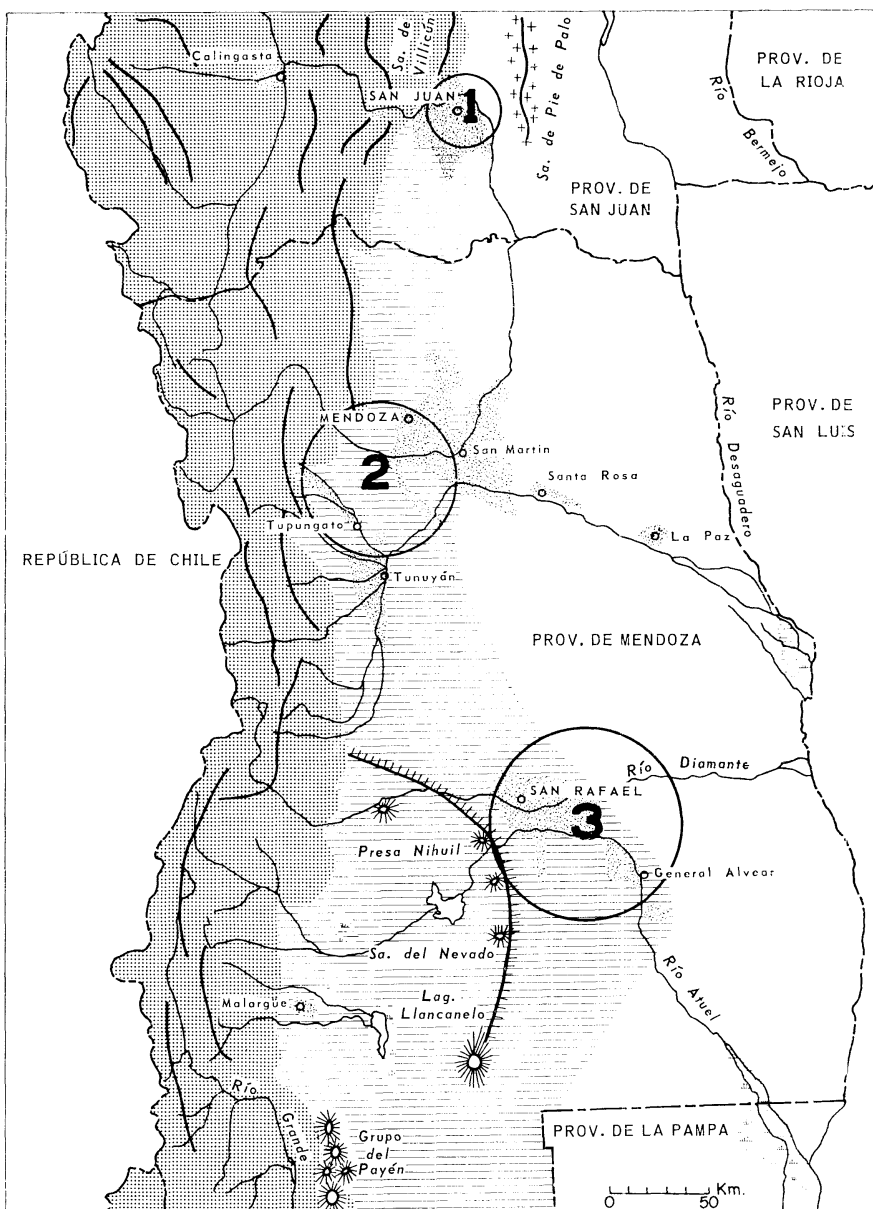 Calingasta
Sa. de
Villicún
SAN JUAN
1
Sa. de Pie de Palo
Río
Bermejo
PROV. DE
LA RIOJA
PROV. DE
SAN JUAN
MENDOZA
2
San Martín
Santa Rosa
Tupungato
La Paz
Río Desaguadero
PROV. DE
SAN LUIS
REPÚBLICA DE CHILE
Tunuyán
PROV. DE MENDOZA
Río Diamante
SAN RAFAEL
3
Presa Nihuil
General Alvear
Sa. del Nevado
Río Atuel
Lag.
Llancanelo
Malargüe
Río
Grande
Grupo
del
Payén
PROV. DE LA PAMPA
0 50 Km.